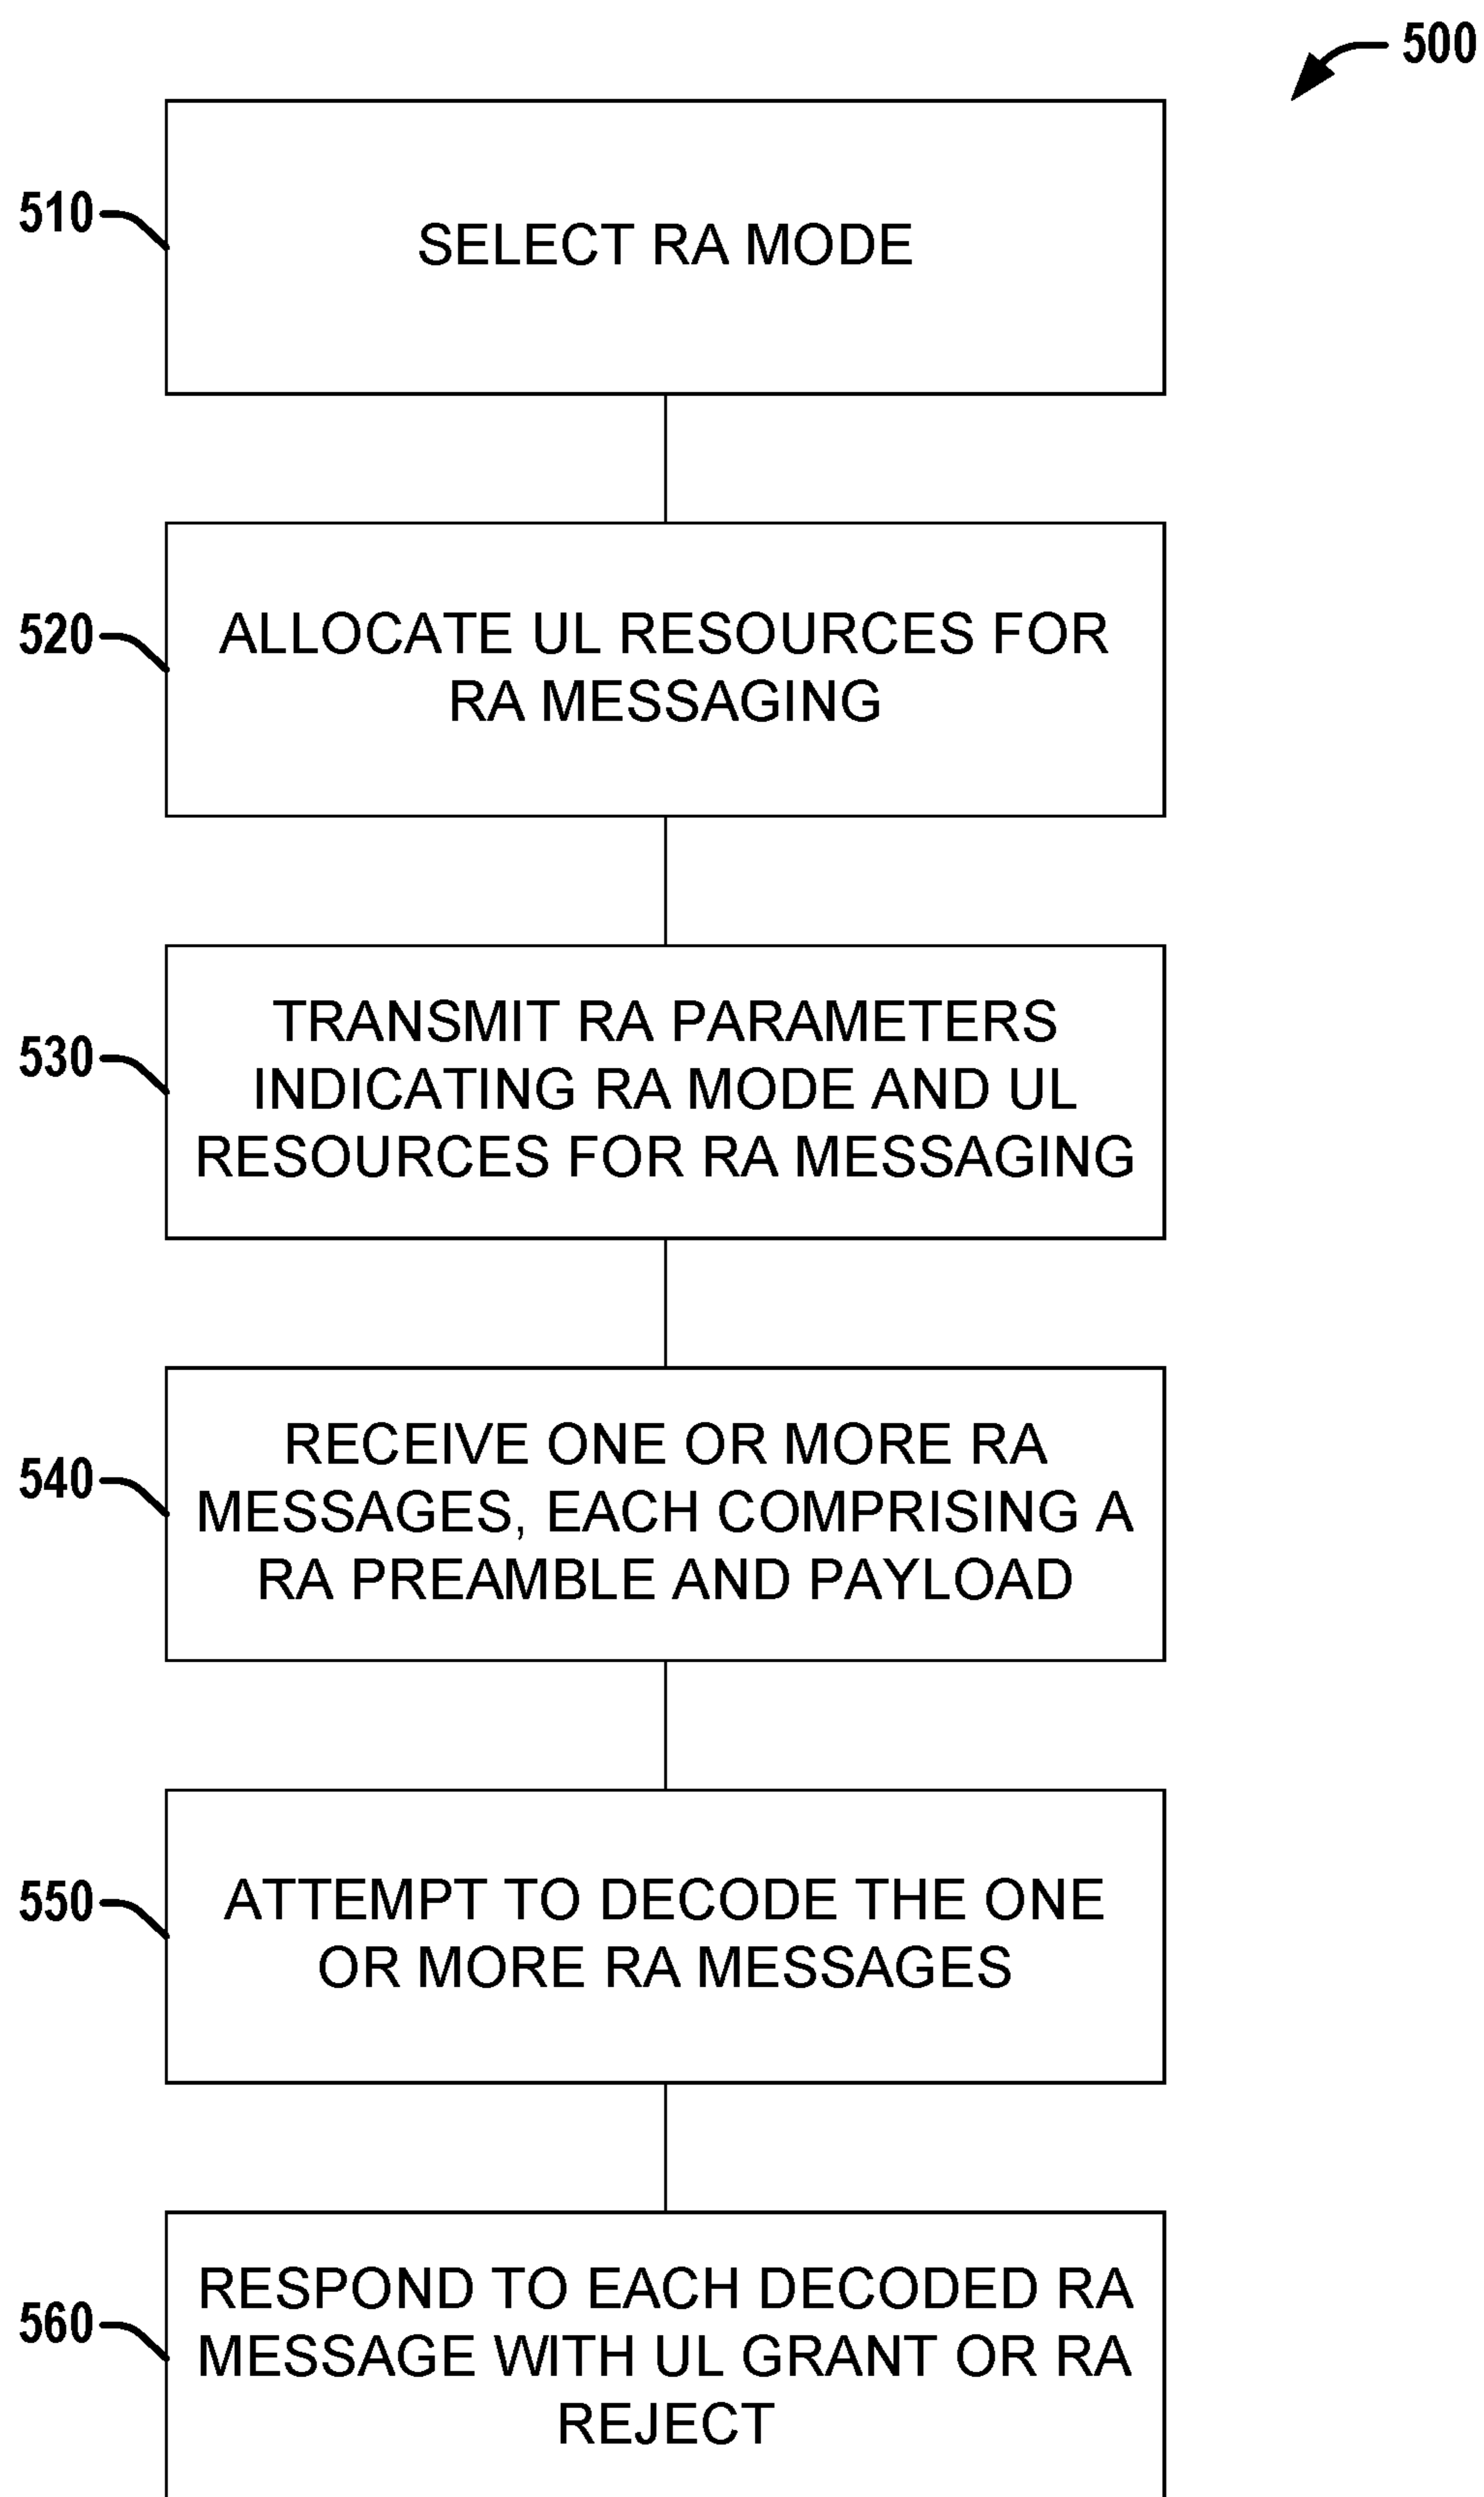 500
510
SELECT RA MODE
520
ALLOCATE UL RESOURCES FOR
RA MESSAGING
530
TRANSMIT RA PARAMETERS
INDICATING RA MODE AND UL
RESOURCES FOR RA MESSAGING
540
RECEIVE ONE OR MORE RA
MESSAGES, EACH COMPRISING A
RA PREAMBLE AND PAYLOAD
550
ATTEMPT TO DECODE THE ONE
OR MORE RA MESSAGES
560
RESPOND TO EACH DECODED RA
MESSAGE WITH UL GRANT OR RA
REJECT